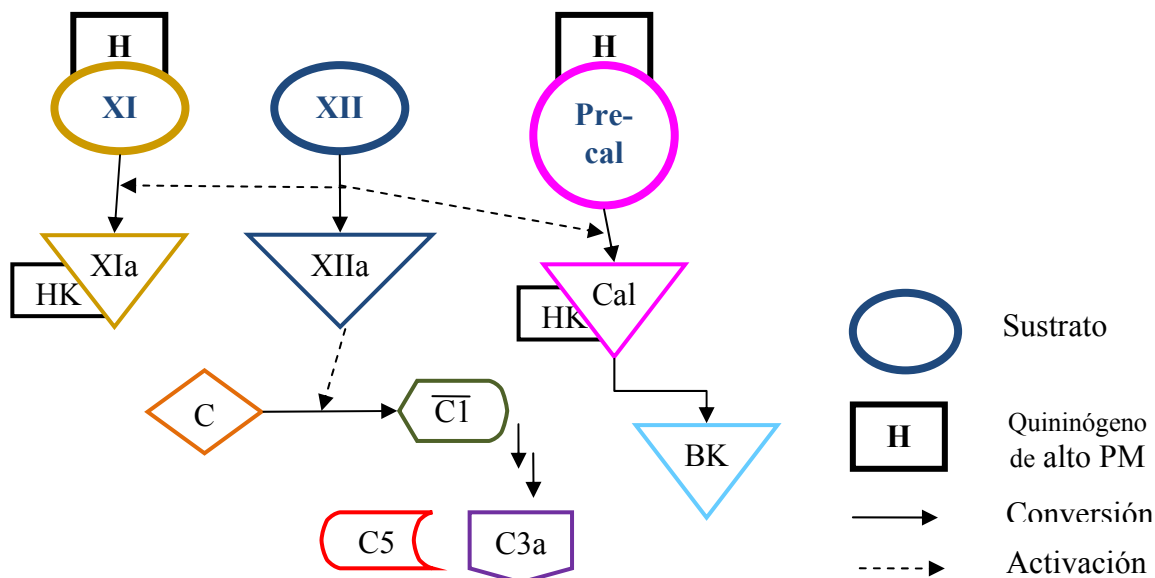 H
H
XI
XII
Pre-
cal
XIa
XIIa
Cal
HK
HK
Sustrato
C
C1
H
Quininógeno
de alto PM
BK
Conversión
C5
C3a
Activación